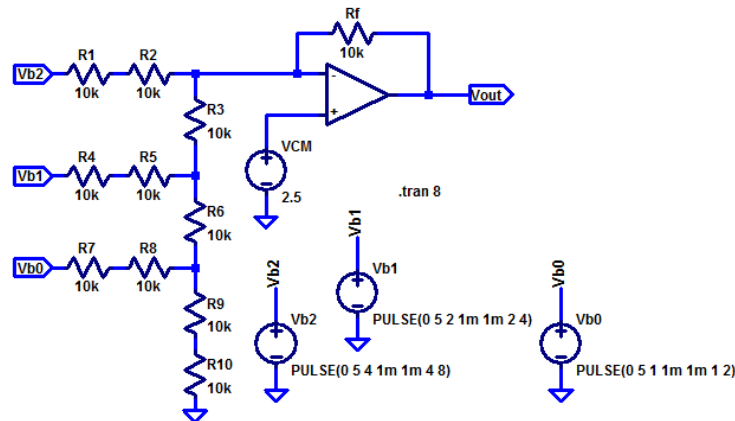 Rf
10k
R1
R2
Vb2
10k
10k
-
+
Vout
R3
10k
VCM
2.5
R4
R5
Vb1
10k
10k
.tran 8
R6
10k
R7
R8
Vb0
10k
10k
R9
10k
R10
10k
Vb2
Vb2
PULSE(0 5 4 1m 1m 4 8)
Vb1
Vb1
PULSE(0 5 2 1m 1m 2 4)
Vb0
Vb0
PULSE(0 5 1 1m 1m 1 2)